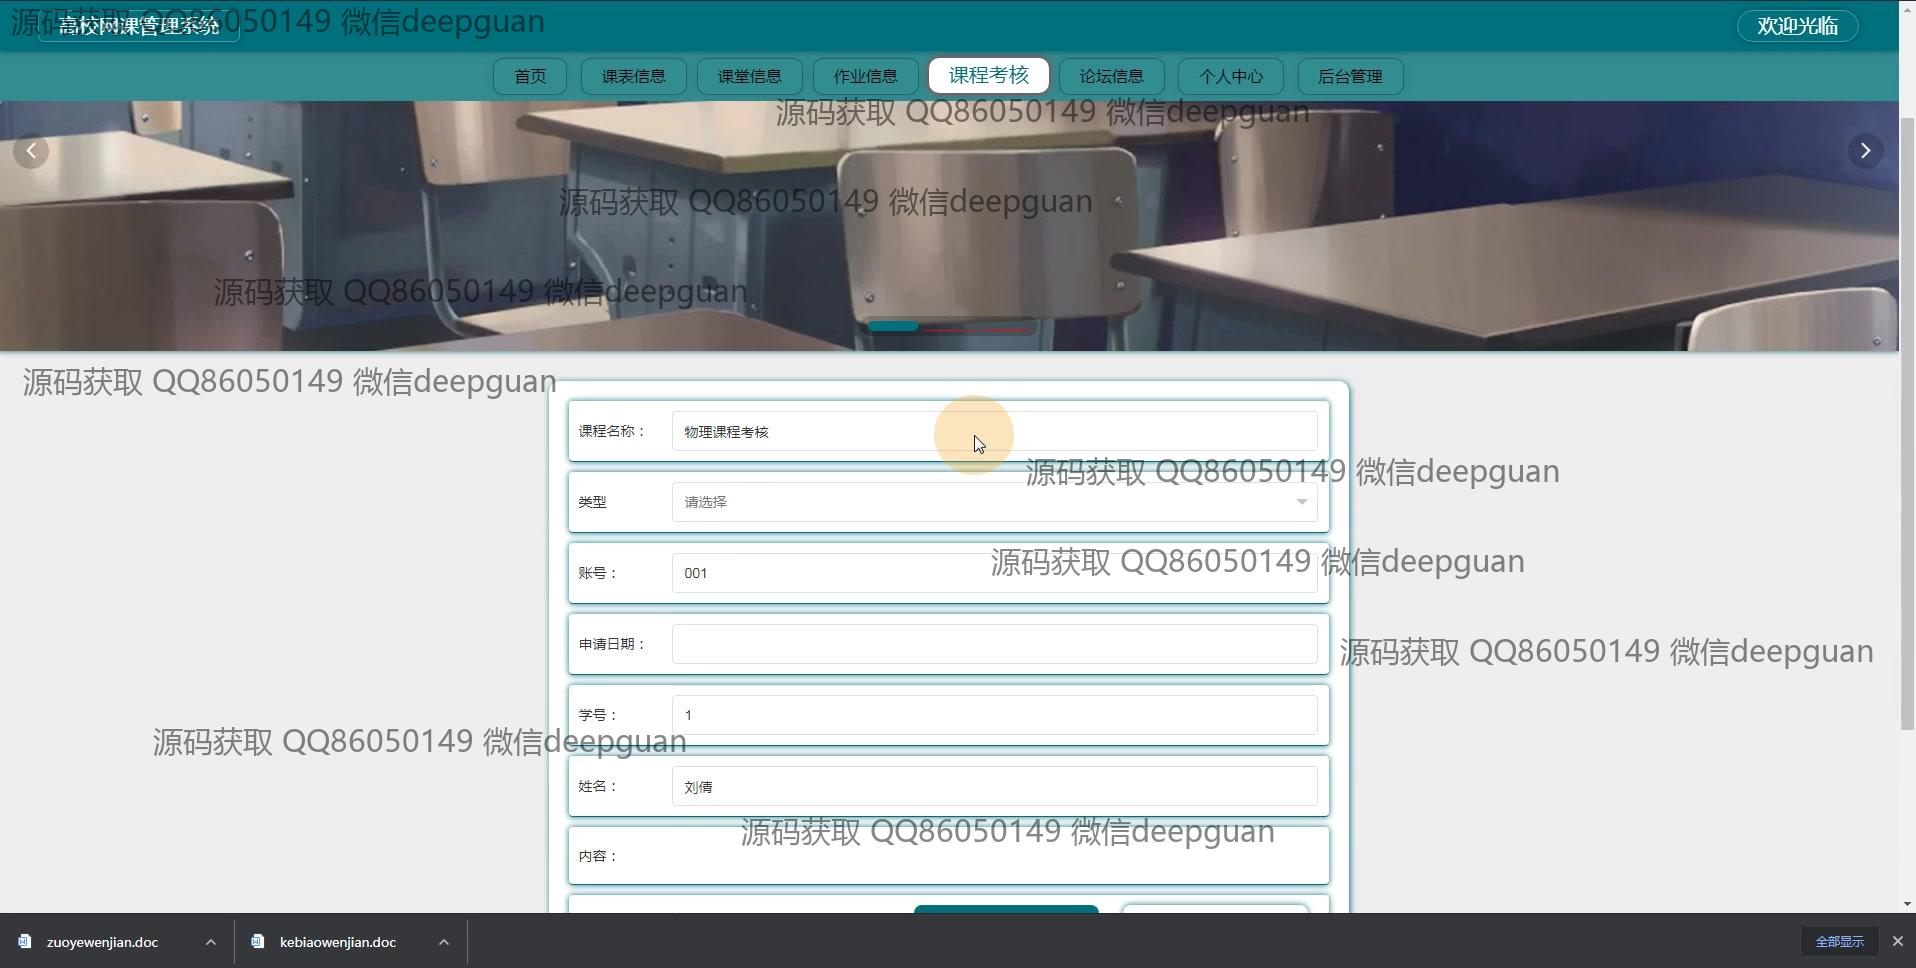 高校网课管理系统
源码获取 QQ86050149 微信deepguan
欢迎光临
首页
课表信息
课堂信息
作业信息
课程考核
论坛信息
个人中心
后台管理
源码获取 QQ86050149 微信deepguan
源码获取 QQ86050149 微信deepguan
源码获取 QQ86050149 微信deepguan
源码获取 QQ86050149 微信deepguan
课程名称： 物理课程考核
源码获取 QQ86050149 微信deepguan
类型 请选择
源码获取 QQ86050149 微信deepguan
账号： 001
申请日期：
源码获取 QQ86050149 微信deepguan
学号： 1
源码获取 QQ86050149 微信deepguan
姓名： 刘倩
源码获取 QQ86050149 微信deepguan
内容：
zuoyewenjian.doc
kebiaowenjian.doc
全部显示